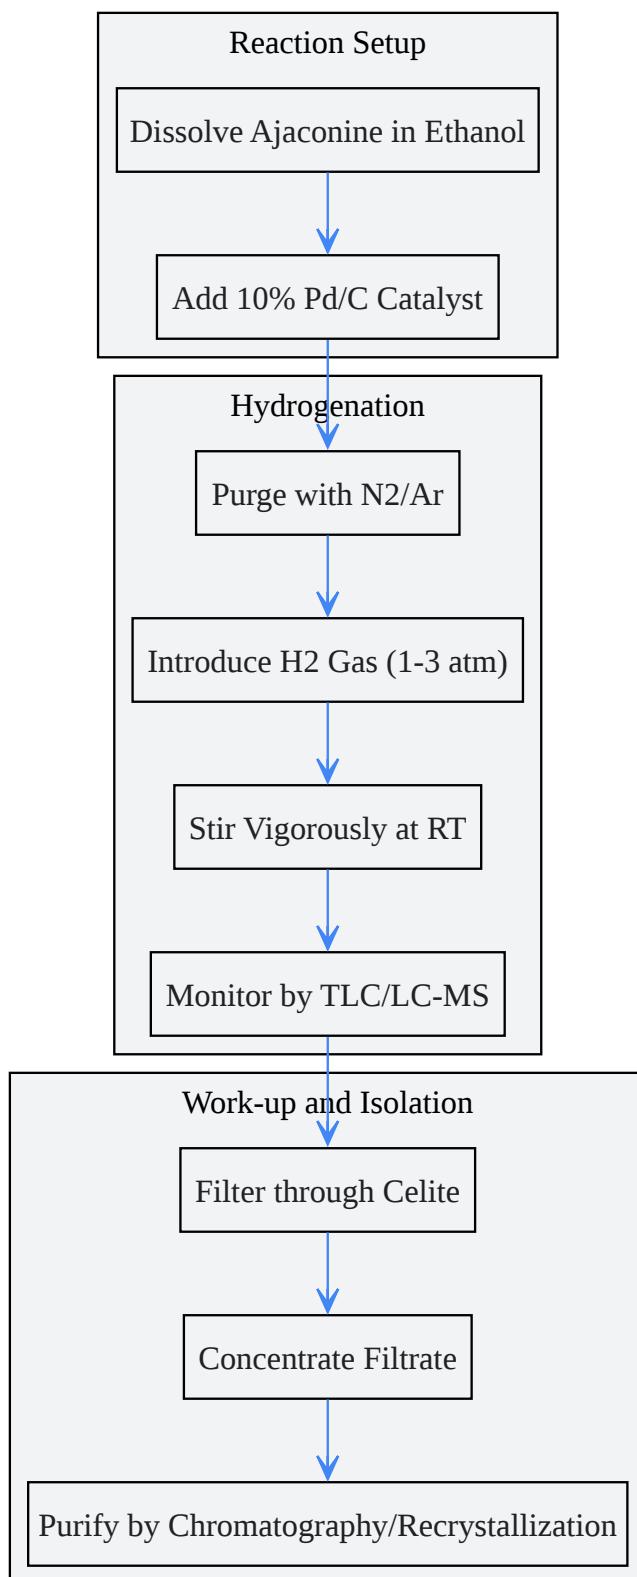 Reaction Setup
Dissolve Ajaconine in Ethanol
Add 10% Pd/C Catalyst
Hydrogenation
Purge with N2/Ar
Introduce H2 Gas (1-3 atm)
Stir Vigorously at RT
Monitor by TLC/LC-MS
Work-up and Isolation
Filter through Celite
Concentrate Filtrate
Purify by Chromatography/Recrystallization